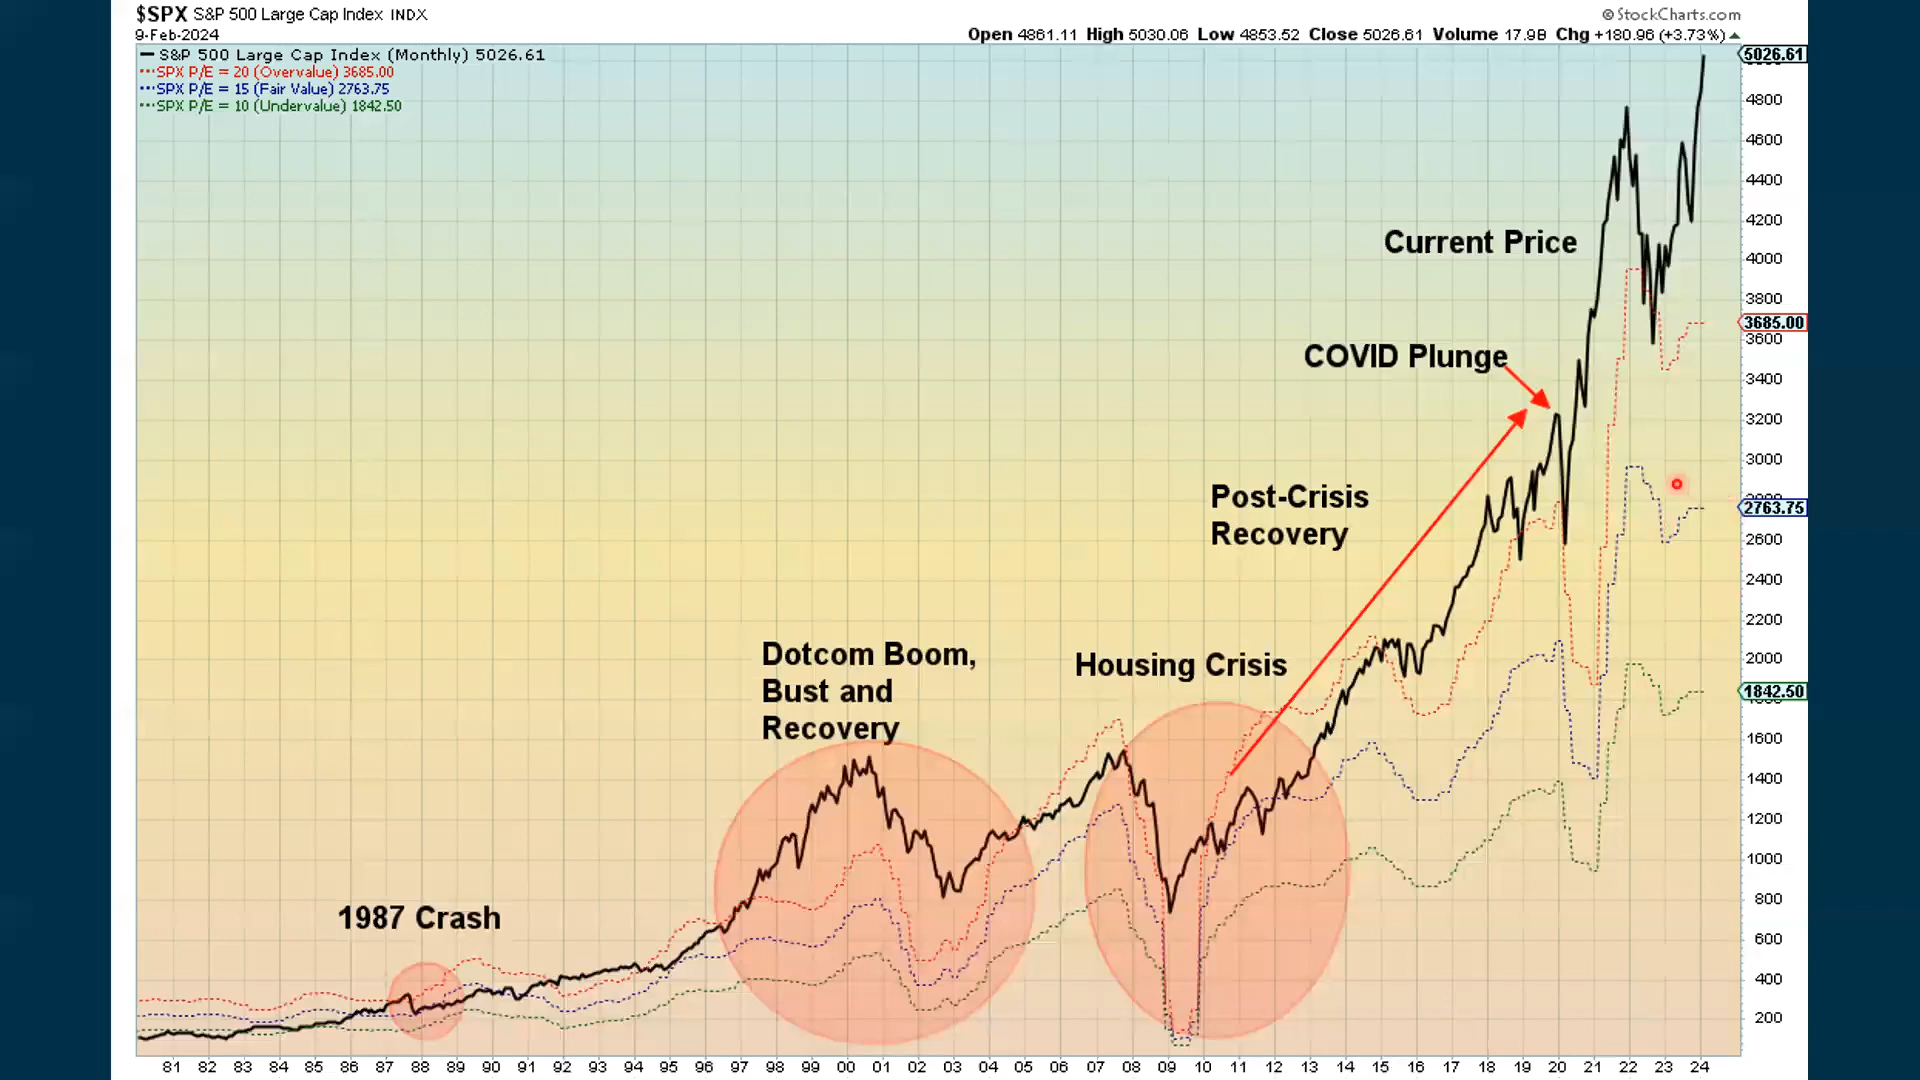 $SPX S&P 500 Large Cap Index INDX
© StockCharts.com
9-Feb-2024
Open 4861.11 High 5030.06 Low 4853.52 Close 5026.61 Volume 17.9B Chg +180.96 (+3.73%)
S&P 500 Large Cap Index (Monthly) 5026.61
SPX P/E = 20 (Overvalue) 3685.00
SPX P/E = 15 (Fair Value) 2763.75
SPX P/E = 10 (Undervalue) 1842.50
5026.61
4800
4600
4400
4200
4000
3800
3685.00
3600
3400
3200
3000
2763.75
2600
2400
2200
2000
1842.50
1600
1400
1200
1000
800
600
400
200
Current Price
COVID Plunge
Post-Crisis
Recovery
Dotcom Boom,
Bust and
Recovery
Housing Crisis
1987 Crash
81 82 83 84 85 86 87 88 89 90 91 92 93 94 95 96 97 98 99 00 01 02 03 04 05 06 07 08 09 10 11 12 13 14 15 16 17 18 19 20 21 22 23 24